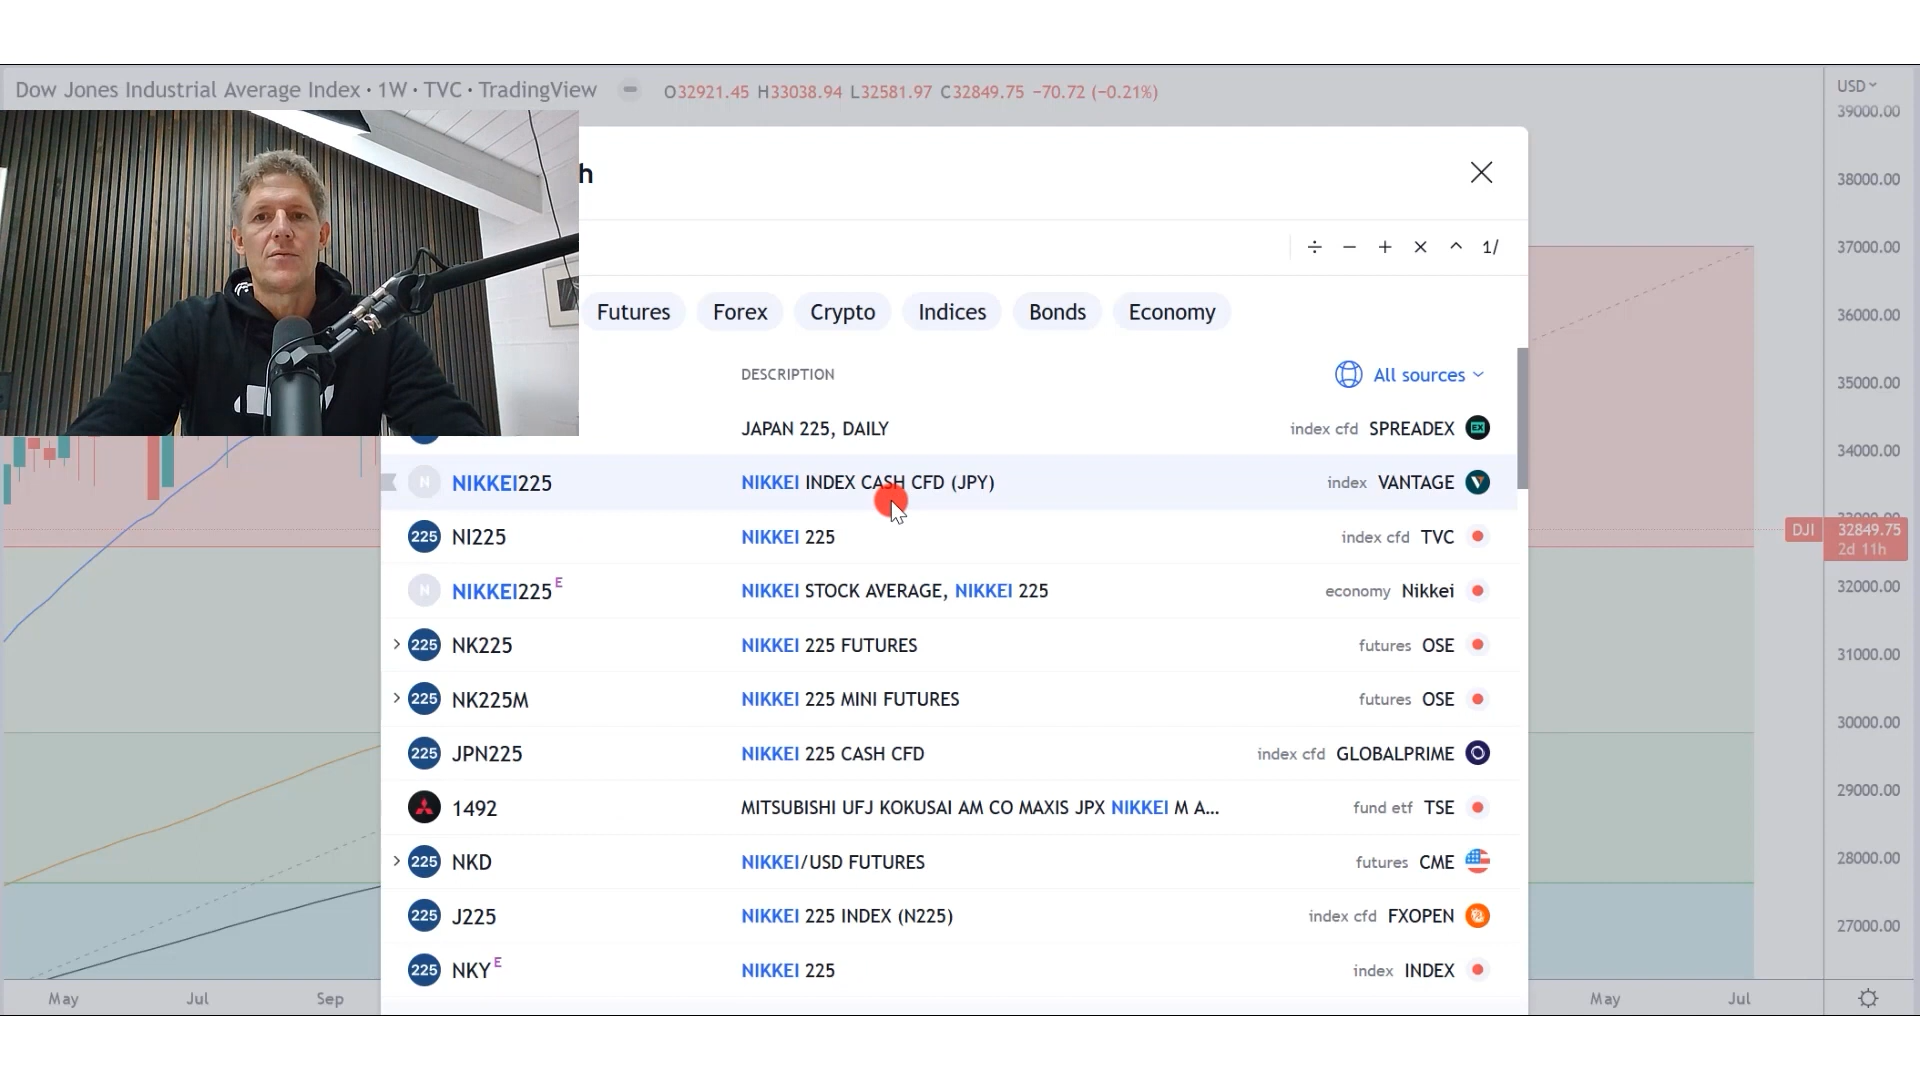 Dow Jones Industrial Average Index · 1W · TVC · TradingView O32921.45 H33038.94 L32581.97 C32849.75 −70.72 (−0.21%)
USD
39000.00
h
38000.00
÷ − + × ^ 1/
37000.00
Futures Forex Crypto Indices Bonds Economy
36000.00
DESCRIPTION All sources
35000.00
JAPAN 225, DAILY index cfd SPREADEX EX
34000.00
N NIKKEI225 NIKKEI INDEX CASH CFD (JPY) index VANTAGE
DJI 32849.75
2d 11h
225 NI225 NIKKEI 225 index cfd TVC
32000.00
N NIKKEI225 E NIKKEI STOCK AVERAGE, NIKKEI 225 economy Nikkei
225 NK225 NIKKEI 225 FUTURES futures OSE
31000.00
225 NK225M NIKKEI 225 MINI FUTURES futures OSE
30000.00
225 JPN225 NIKKEI 225 CASH CFD index cfd GLOBALPRIME
29000.00
1492 MITSUBISHI UFJ KOKUSAI AM CO MAXIS JPX NIKKEI M A... fund etf TSE
225 NKD NIKKEI/USD FUTURES futures CME
28000.00
225 J225 NIKKEI 225 INDEX (N225) index cfd FXOPEN
27000.00
225 NKY E NIKKEI 225 index INDEX
May Jul Sep May Jul